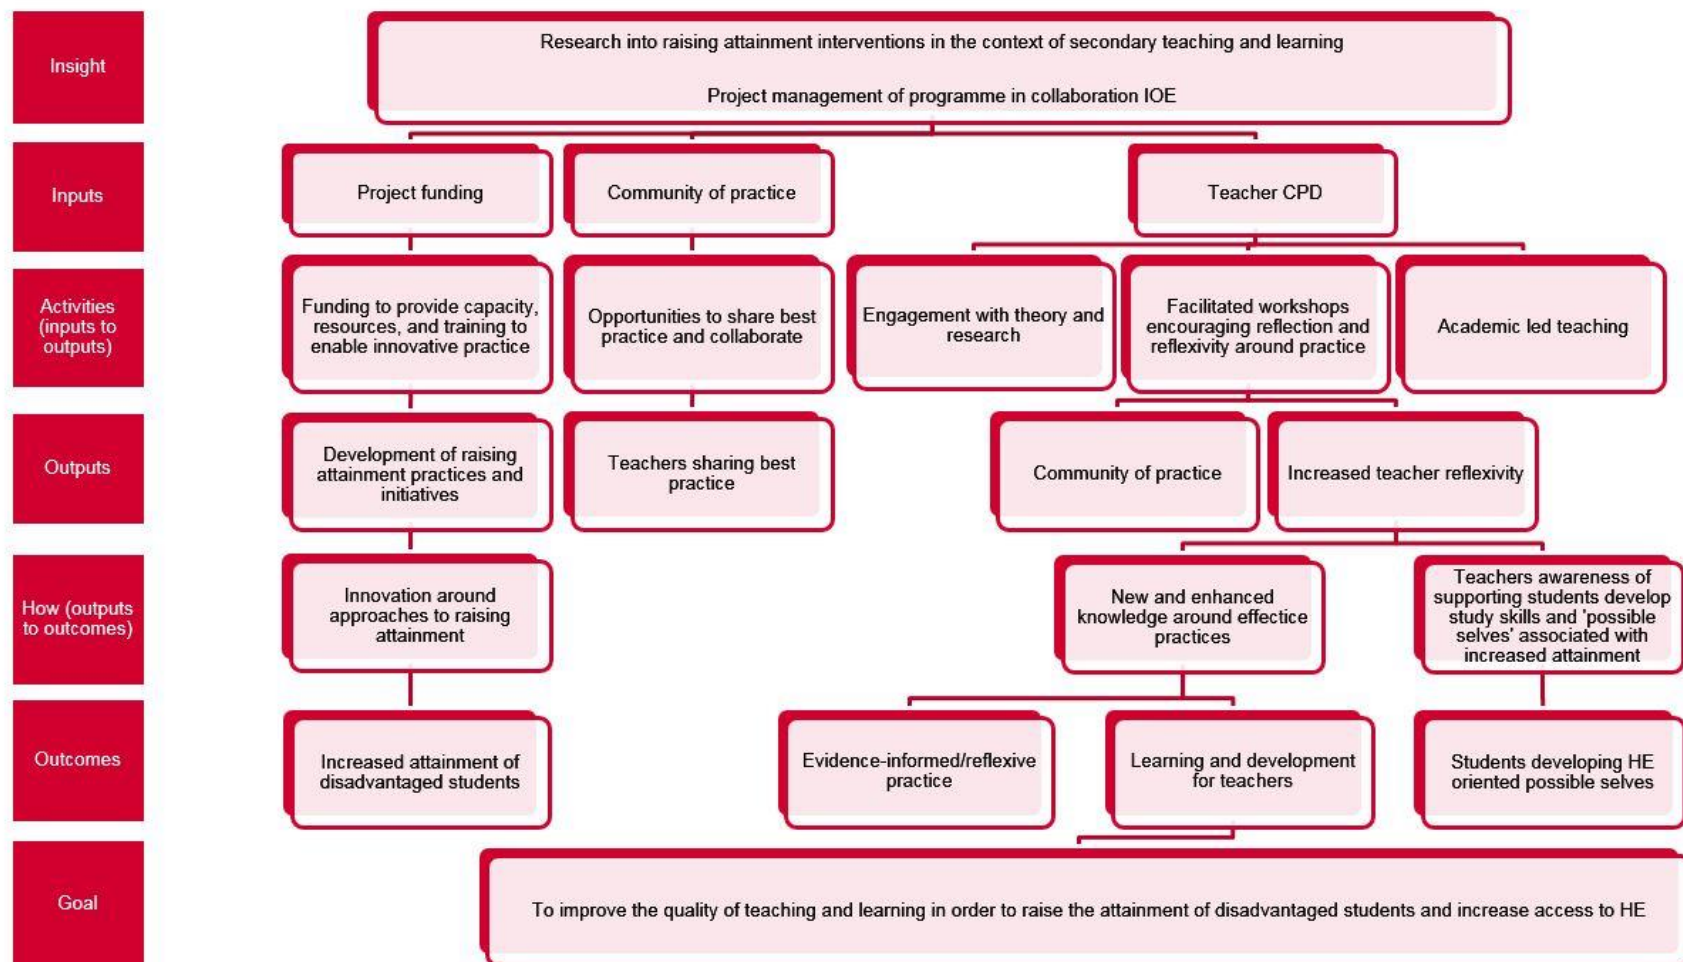 Insight
Research into raising attainment interventions in the context of secondary teaching and learning
Project management of programme in collaboration IOE
Inputs
Project funding
Community of practice
Teacher CPD
Activities
(inputs to
outputs)
Funding to provide capacity,
resources, and training to
enable innovative practice
Opportunities to share best
practice and collaborate
Engagement with theory and
research
Facilitated workshops
encouraging reflection and
reflexivity around practice
Academic led teaching
Outputs
Development of raising
attainment practices and
initiatives
Teachers sharing best
practice
Community of practice
Increased teacher reflexivity
How (outputs
to outcomes)
Innovation around
approaches to raising
attainment
New and enhanced
knowledge around effectice
practices
Teachers awareness of
supporting students develop
study skills and 'possible
selves' associated with
increased attainment
Outcomes
Increased attainment of
disadvantaged students
Evidence-informed/reflexive
practice
Learning and development
for teachers
Students developing HE
oriented possible selves
Goal
To improve the quality of teaching and learning in order to raise the attainment of disadvantaged students and increase access to HE